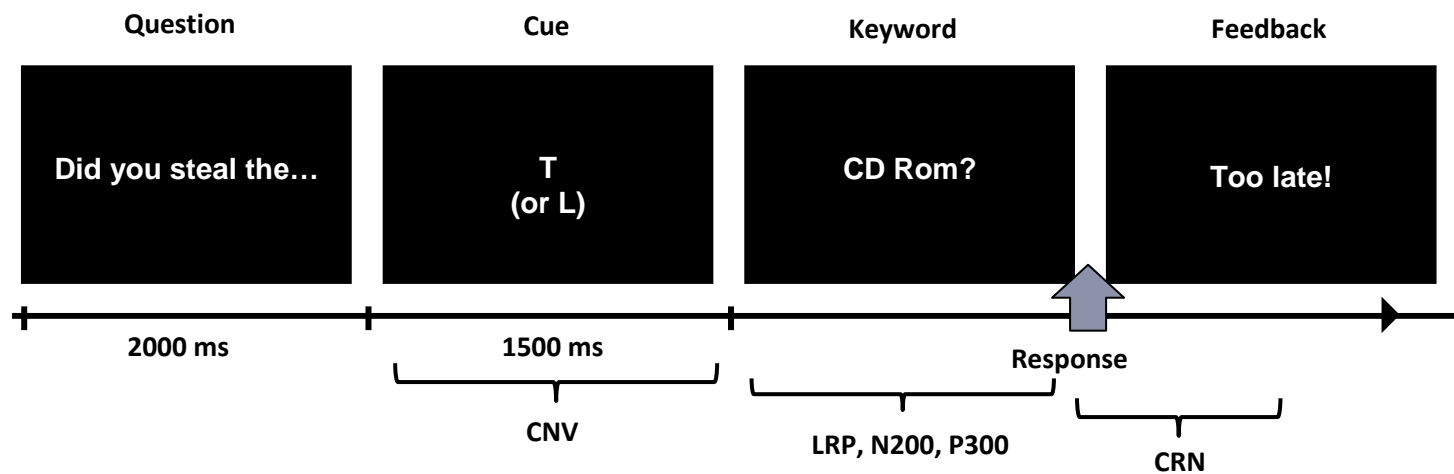 Question
Cue
Keyword
Feedback
Did you steal the…
T
(or L)
CD Rom?
Too late!
2000 ms
1500 ms
Response
CNV
LRP, N200, P300
CRN